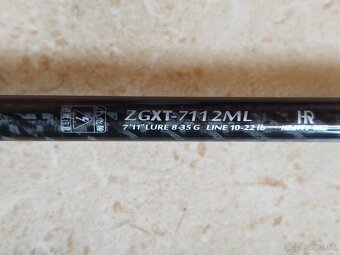 ZGXT-7112ML
7'11" LURE 8-35 G LINE 10-22 lb
HR